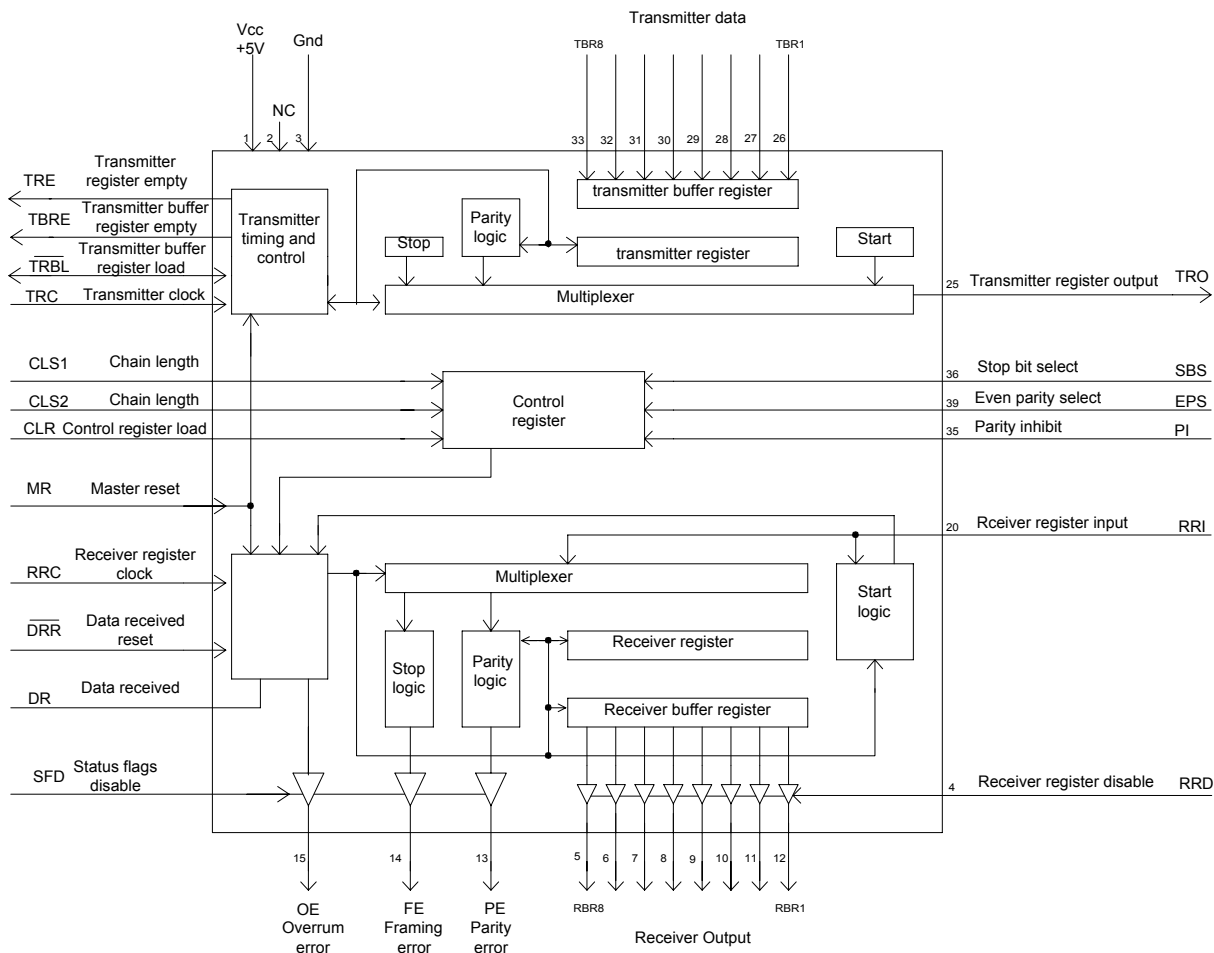 Transmitter data
Vcc
+5V
Gnd
NC
TBR8
TBR1
1
2
3
33
32
31
30
29
28
27
26
TRE
Transmitter
register empty
TBRE
Transmitter buffer
register empty
TRBL
Transmitter buffer
register load
TRC
Transmitter clock
Transmitter
timing and
control
Stop
Parity
logic
transmitter buffer register
transmitter register
Start
Multiplexer
25
Transmitter register output
TRO
CLS1
Chain length
CLS2
Chain length
CLR
Control register load
Control
register
36
Stop bit select
SBS
39
Even parity select
EPS
35
Parity inhibit
PI
MR
Master reset
20
Rceiver register input
RRI
RRC
Receiver register
clock
DRR
Data received
reset
DR
Data received
Multiplexer
Start
logic
Stop
logic
Parity
logic
Receiver register
Receiver buffer register
SFD
Status flags
disable
4
Receiver register disable
RRD
15
14
13
5
6
7
8
9
10
11
12
OE
Overrum
error
FE
Framing
error
PE
Parity
error
RBR8
RBR1
Receiver Output